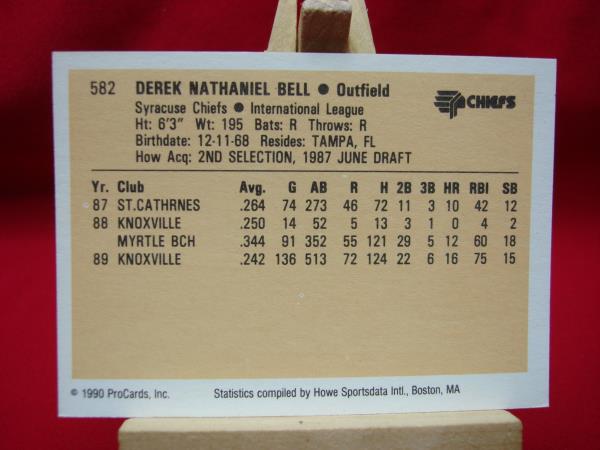 582 DEREK NATHANIEL BELL ● Outfield
Syracuse Chiefs ● International League
Ht: 6'3" Wt: 195 Bats: R Throws: R
Birthdate: 12-11-68 Resides: TAMPA, FL
How Acq: 2ND SELECTION, 1987 JUNE DRAFT
CHIEFS
Yr. Club Avg. G AB R H 2B 3B HR RBI SB
87 ST.CATHRNES .264 74 273 46 72 11 3 10 42 12
88 KNOXVILLE .250 14 52 5 13 3 1 0 4 2
MYRTLE BCH .344 91 352 55 121 29 5 12 60 18
89 KNOXVILLE .242 136 513 72 124 22 6 16 75 15
© 1990 ProCards, Inc. Statistics compiled by Howe Sportsdata Intl., Boston, MA